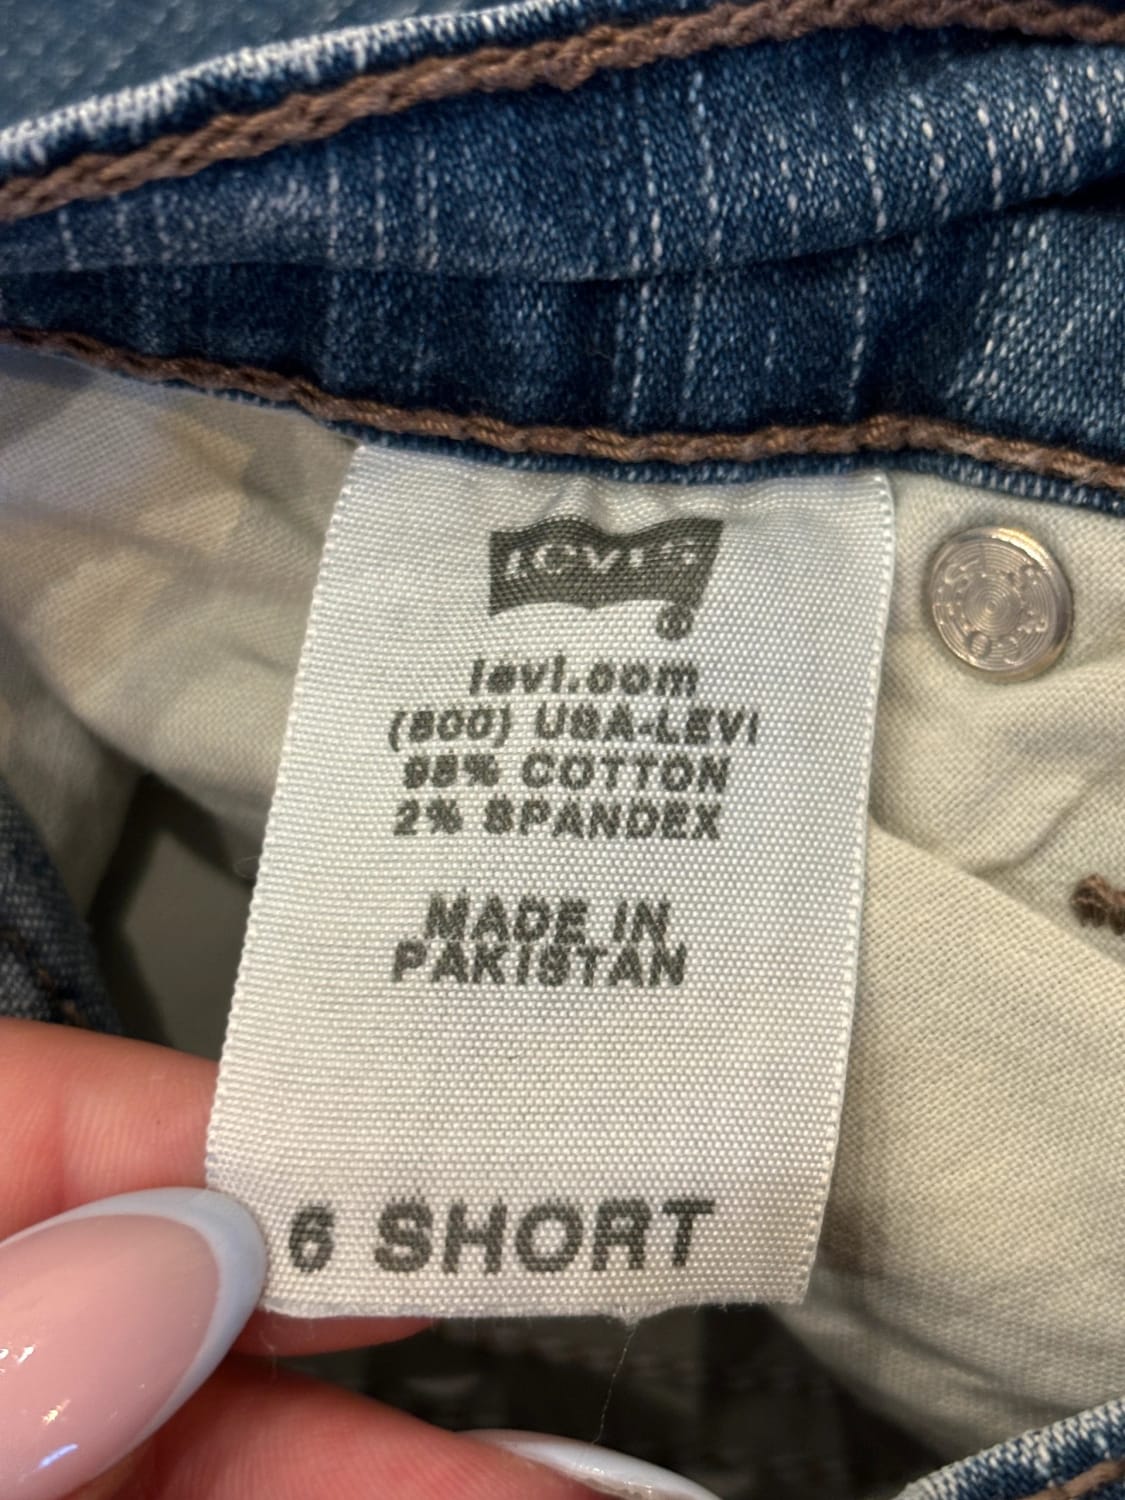 LEVI'S
®
levi.com
(800) USA-LEVI
98% COTTON
2% SPANDEX
MADE IN
PAKISTAN
6 SHORT